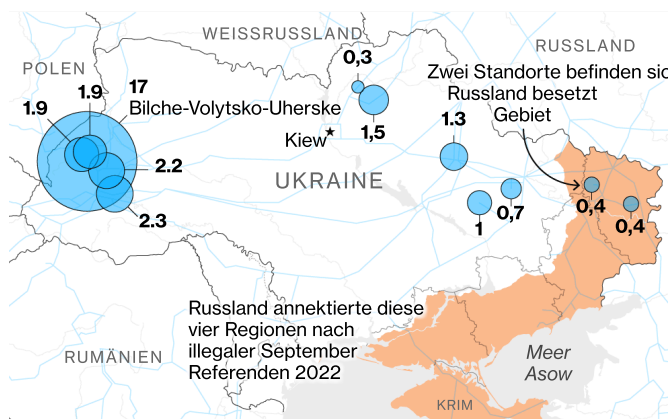 WEISSRUSSLAND
RUSSLAND
POLEN
0,3
Zwei Standorte befinden sic
Russland besetzt
Gebiet
1.9
1.9
17
Bilche-Volytsko-Uherske
Kiew
1,5
1.3
2.2
UKRAINE
0,7
0,4
2.3
1
0,4
Russland annektierte diese
vier Regionen nach
illegaler September
Referenden 2022
RUMÄNIEN
Meer
Asow
KRIM